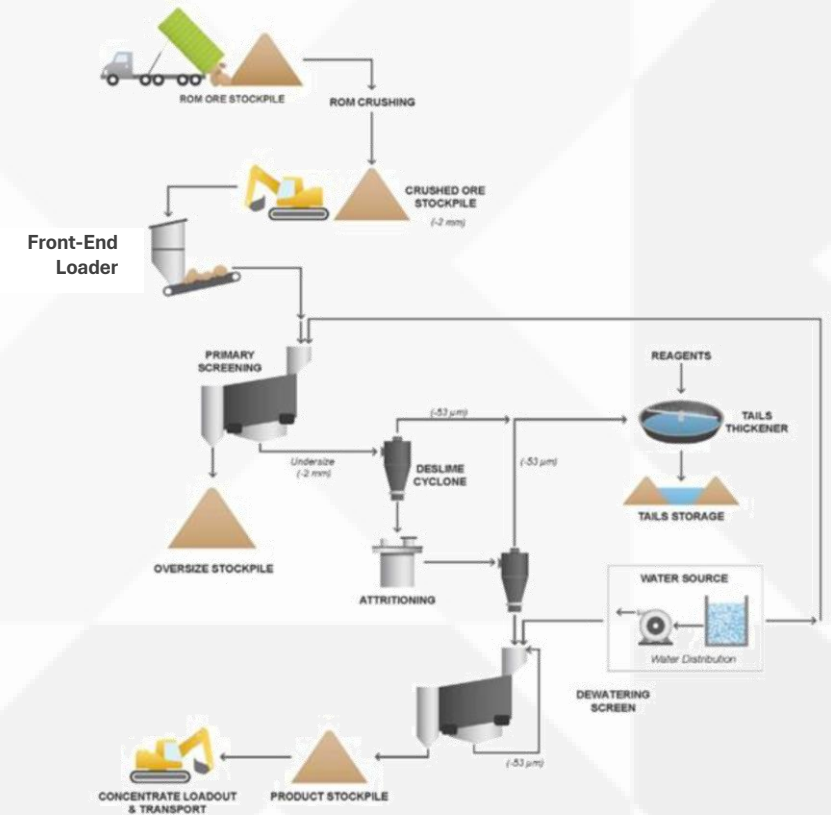 ROM ORE STOCKPILE
ROM CRUSHING
CRUSHED ORE
STOCKPILE
(-2 mm)
Front-End
Loader
PRIMARY
SCREENING
REAGENTS
(-53 µm)
TAILS
THICKENER
Undersize
(-2 mm)
DESLIME
CYCLONE
(-53 µm)
TAILS STORAGE
OVERSIZE STOCKPILE
ATTRITIONING
WATER SOURCE
Water Distribution
DEWATERING
SCREEN
(-53 µm)
CONCENTRATE LOADOUT
& TRANSPORT
PRODUCT STOCKPILE